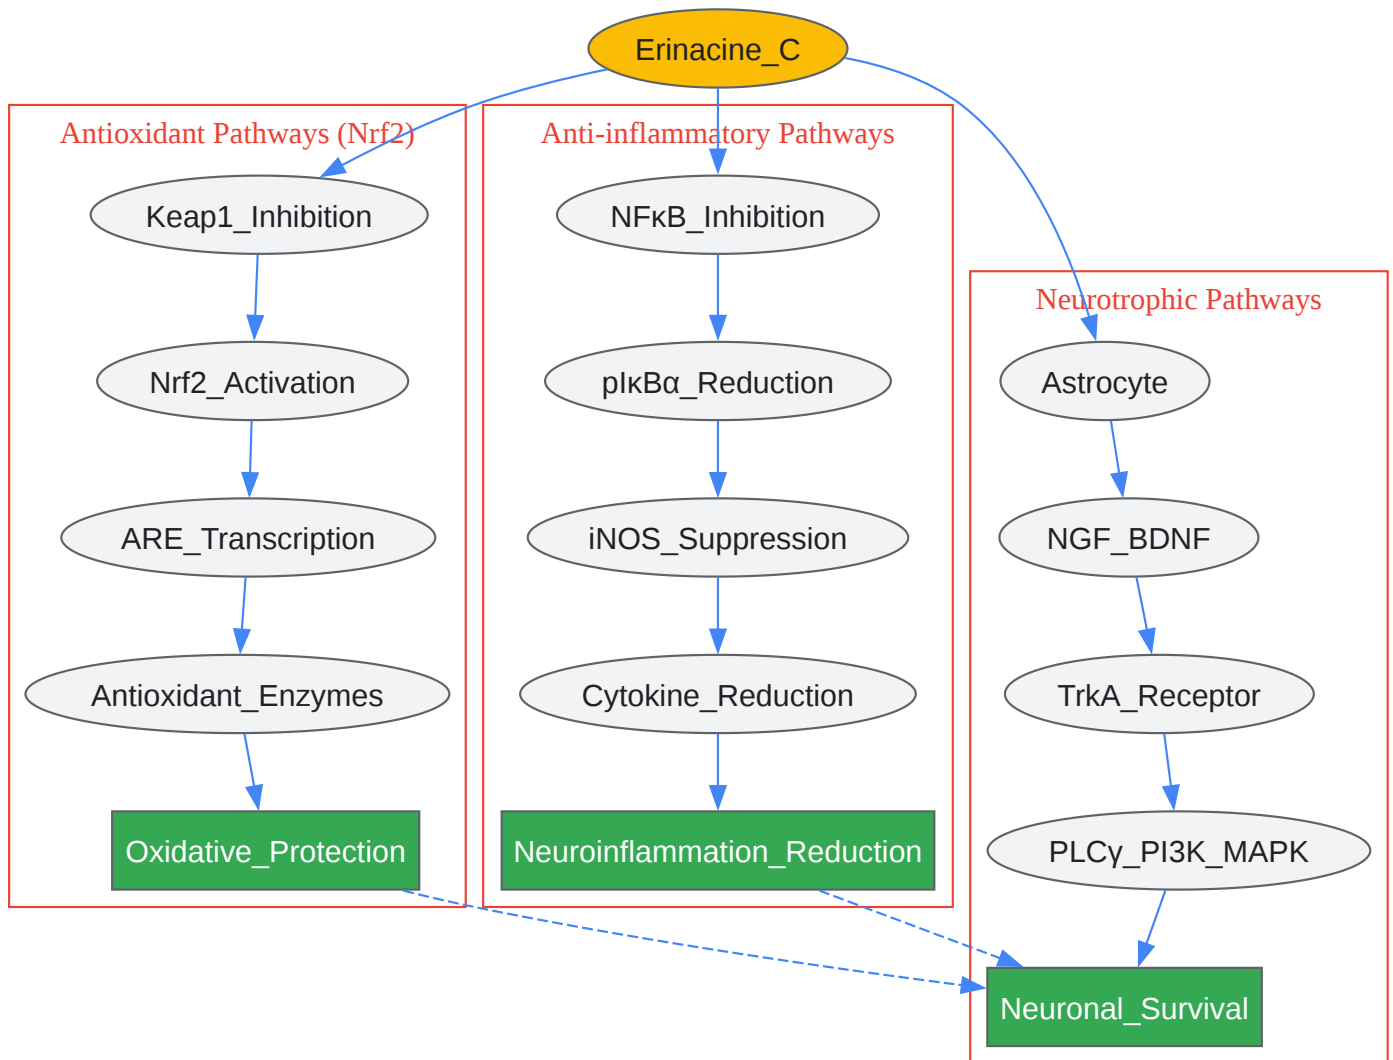 Erinacine_C
Antioxidant Pathways (Nrf2)
Keap1_Inhibition
Nrf2_Activation
ARE_Transcription
Antioxidant_Enzymes
Oxidative_Protection
Anti-inflammatory Pathways
NFκB_Inhibition
pIκBα_Reduction
iNOS_Suppression
Cytokine_Reduction
Neuroinflammation_Reduction
Neurotrophic Pathways
Astrocyte
NGF_BDNF
TrkA_Receptor
PLCγ_PI3K_MAPK
Neuronal_Survival